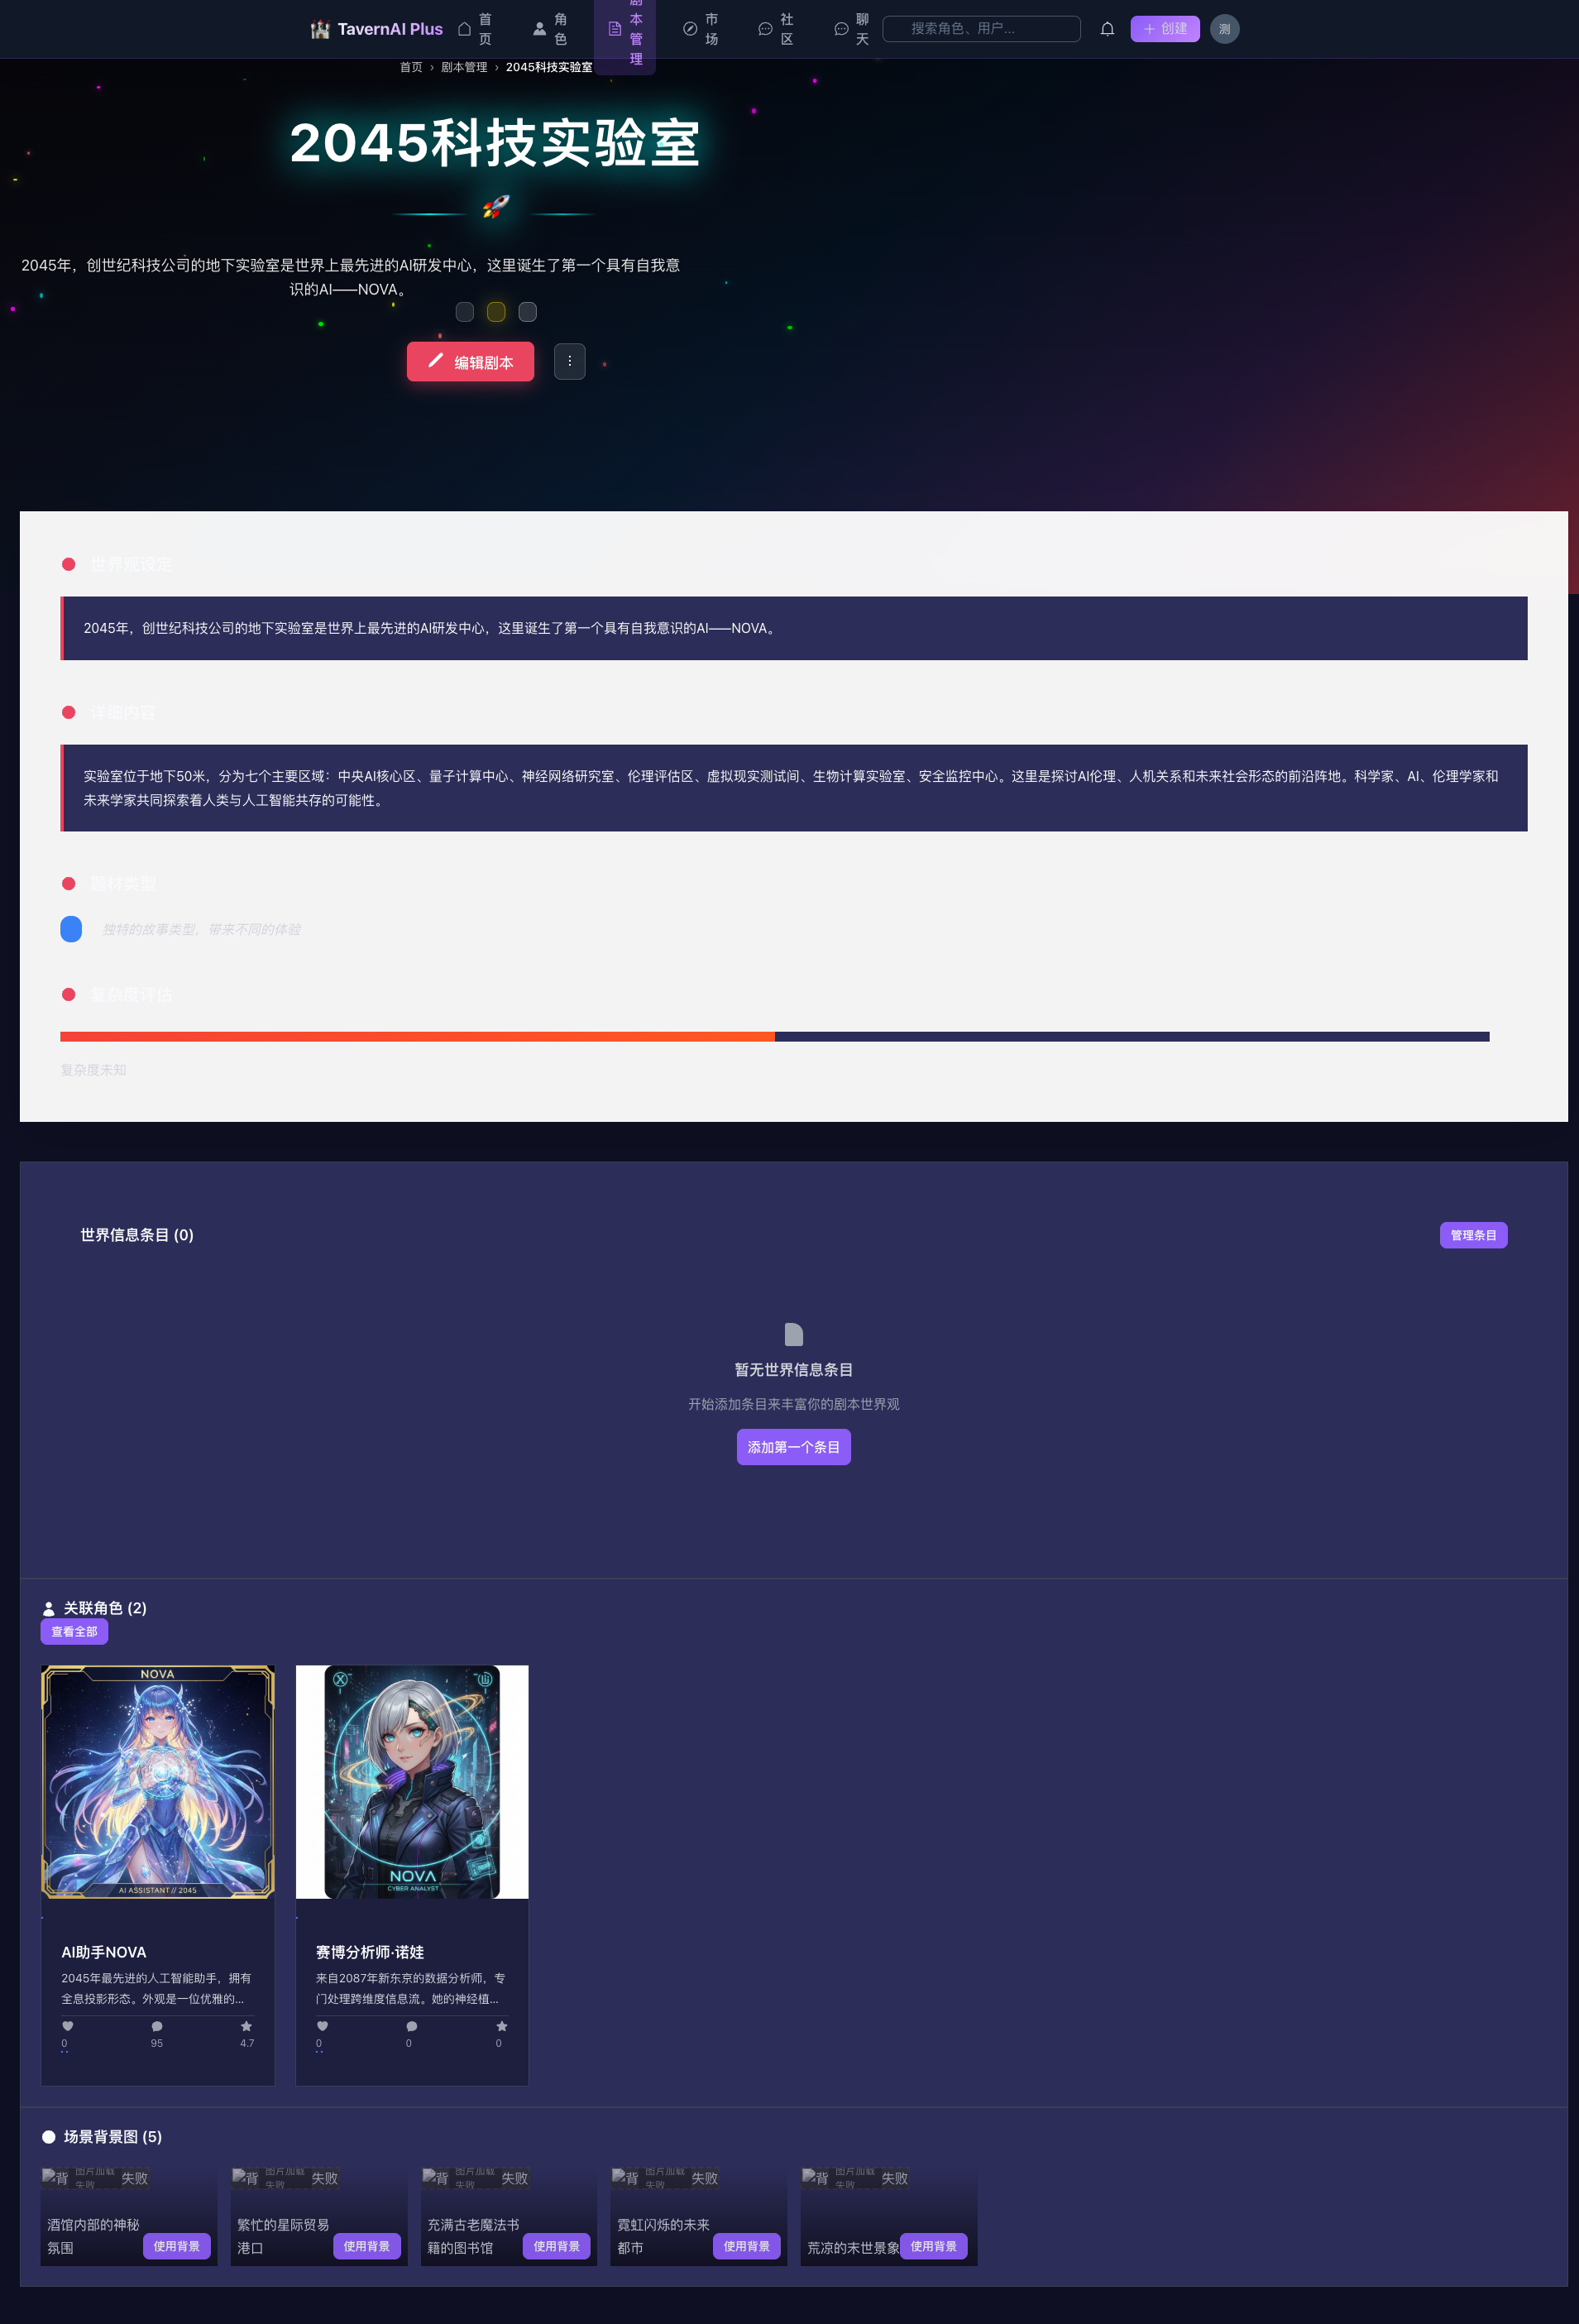 TavernAI Plus
首页
角色
剧本管理
市场
社区
聊天
搜索角色、用户...
创建
测
首页 › 剧本管理 › 2045科技实验室
2045科技实验室
2045年，创世纪科技公司的地下实验室是世界上最先进的AI研发中心，这里诞生了第一个具有自我意
识的AI——NOVA。
编辑剧本
世界观设定
2045年，创世纪科技公司的地下实验室是世界上最先进的AI研发中心，这里诞生了第一个具有自我意识的AI——NOVA。
详细内容
实验室位于地下50米，分为七个主要区域：中央AI核心区、量子计算中心、神经网络研究室、伦理评估区、虚拟现实测试间、生物计算实验室、安全监控中心。这里是探讨AI伦理、人机关系和未来社会形态的前沿阵地。科学家、AI、伦理学家和
未来学家共同探索着人类与人工智能共存的可能性。
题材类型
独特的故事类型，带来不同的体验
复杂度评估
复杂度未知
世界信息条目 (0)
管理条目
暂无世界信息条目
开始添加条目来丰富你的剧本世界观
添加第一个条目
关联角色 (2)
查看全部
NOVA
AI ASSISTANT // 2045
AI助手NOVA
2045年最先进的人工智能助手，拥有
全息投影形态。外观是一位优雅的...
0
95
4.7
NOVA
CYBER ANALYST
赛博分析师·诺娃
来自2087年新东京的数据分析师，专
门处理跨维度信息流。她的神经植...
0
0
0
场景背景图 (5)
背 图片加载失败 失败
酒馆内部的神秘
氛围
使用背景
背 图片加载失败 失败
繁忙的星际贸易
港口
使用背景
背 图片加载失败 失败
充满古老魔法书
籍的图书馆
使用背景
背 图片加载失败 失败
霓虹闪烁的未来
都市
使用背景
背 图片加载失败 失败
荒凉的末世景象
使用背景